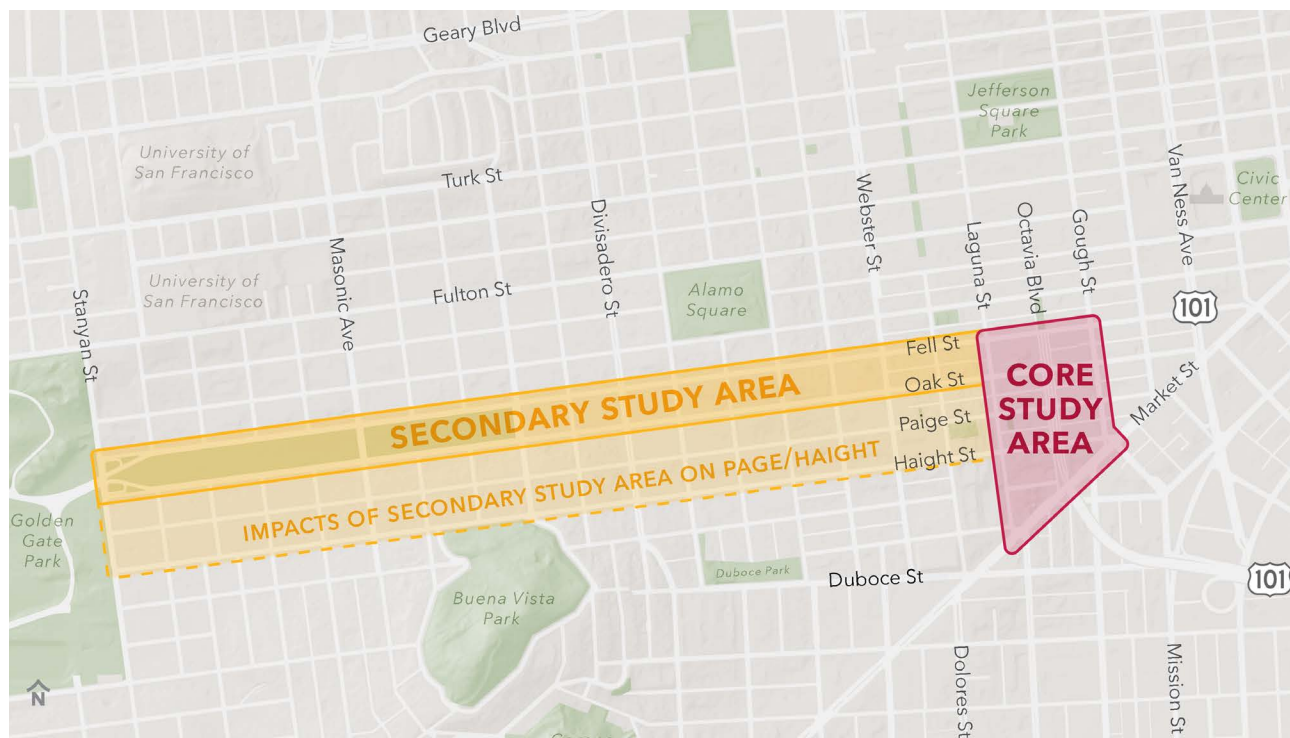 Geary Blvd
Jefferson
Square
Park
University of
San Francisco
Turk St
Van Ness Ave
Civic
Center
Webster St
Divisadero St
Octavia Blvd
Gough St
Laguna St
Masonic Ave
University of
San Francisco
Fulton St
Alamo
Square
Stanyan St
101
Fell St
CORE
STUDY
AREA
Oak St
SECONDARY STUDY AREA
Market St
Paige St
Haight St
IMPACTS OF SECONDARY STUDY AREA ON PAGE/HAIGHT
Golden
Gate
Park
Duboce Park
Duboce St
101
Buena Vista
Park
Dolores St
Mission St
N